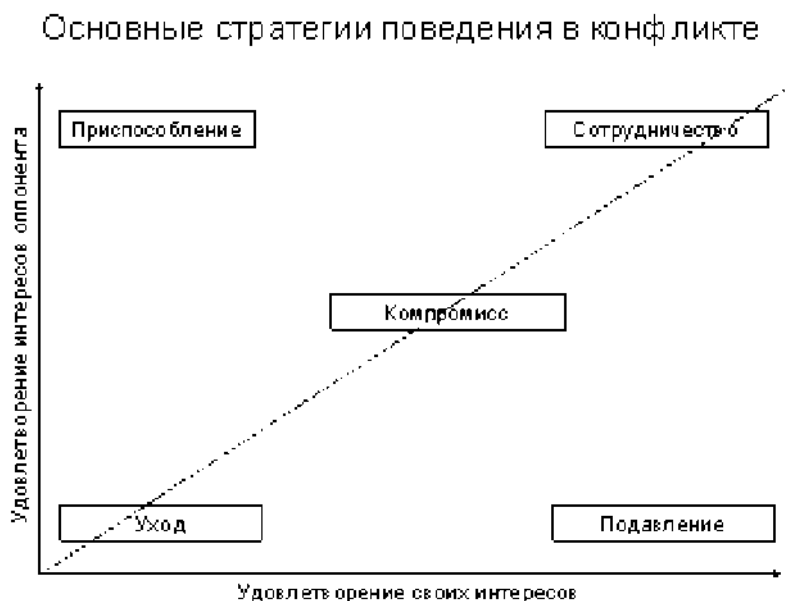 Основные стратегии поведения в конфликте
Удовлетворение интересов оппонента
Приспособление
Сотрудничество
Компромисс
Уход
Подавление
Удовлетворение своих интересов